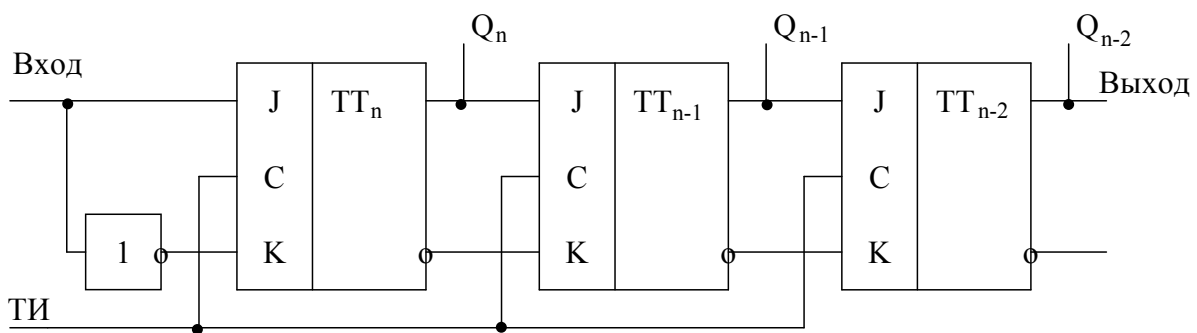 Qₙ
Qₙ₋₁
Qₙ₋₂
Вход
Выход
J TTₙ
J TTₙ₋₁
J TTₙ₋₂
C
C
C
1
K
K
K
ТИ